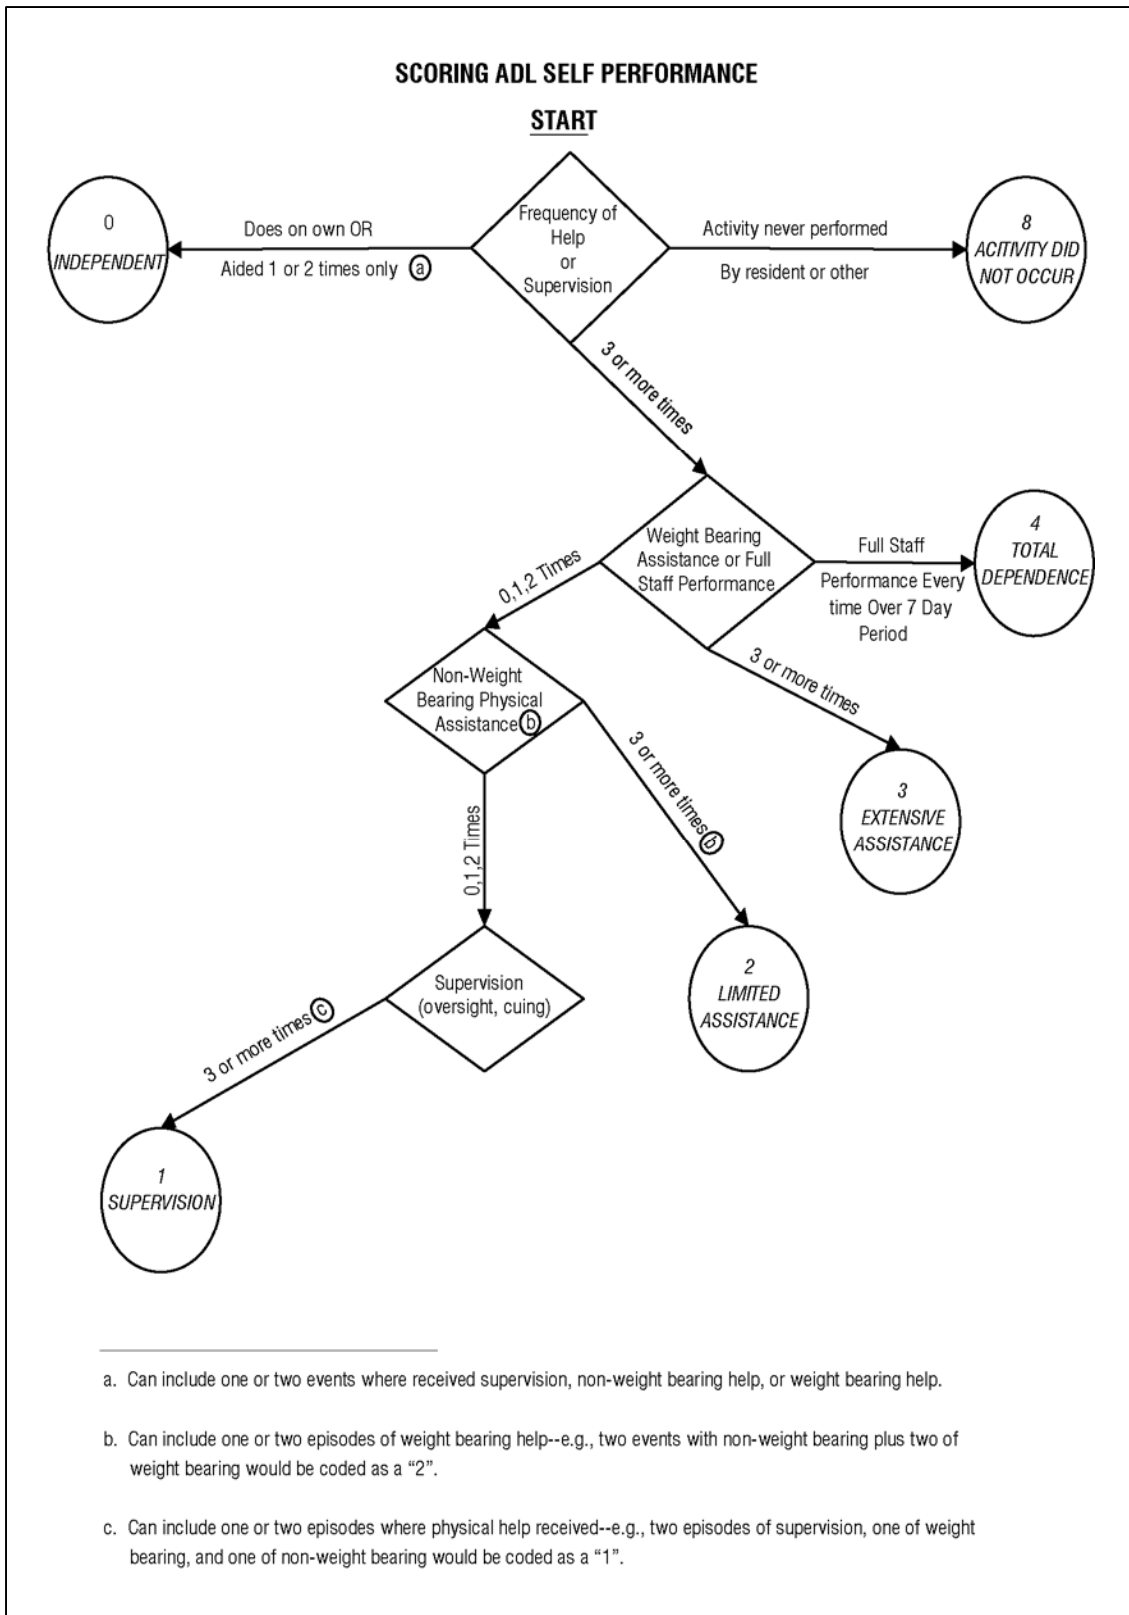 SCORING ADL SELF PERFORMANCE
START
0
INDEPENDENT
Does on own OR
Aided 1 or 2 times only a
Frequency of
Help
or
Supervision
Activity never performed
By resident or other
8
ACITIVITY DID
NOT OCCUR
3 or more times
Weight Bearing
Assistance or Full
Staff Performance
Full Staff
Performance Every
time Over 7 Day
Period
4
TOTAL
DEPENDENCE
0,1,2 Times
3 or more times
Non-Weight
Bearing Physical
Assistance b
3 or more times b
3
EXTENSIVE
ASSISTANCE
0,1,2 Times
Supervision
(oversight, cuing)
2
LIMITED
ASSISTANCE
3 or more times c
1
SUPERVISION
a. Can include one or two events where received supervision, non-weight bearing help, or weight bearing help.
b. Can include one or two episodes of weight bearing help--e.g., two events with non-weight bearing plus two of
weight bearing would be coded as a “2”.
c. Can include one or two episodes where physical help received--e.g., two episodes of supervision, one of weight
bearing, and one of non-weight bearing would be coded as a “1”.